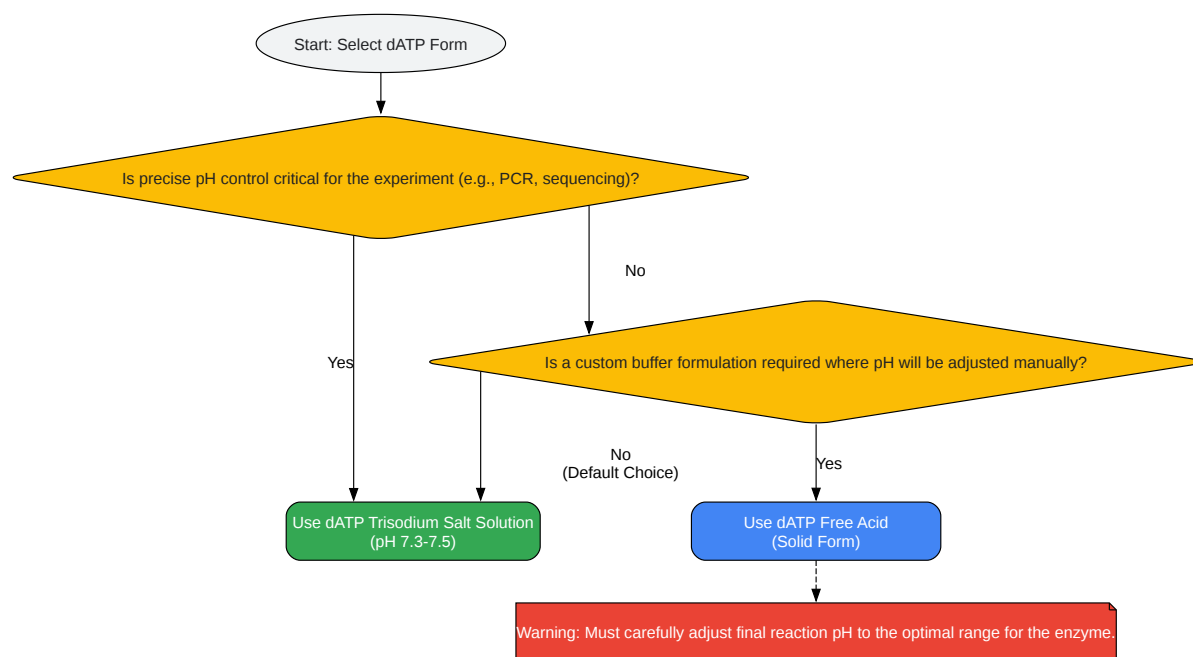 Start: Select dATP Form
Is precise pH control critical for the experiment (e.g., PCR, sequencing)?
No
Yes
Is a custom buffer formulation required where pH will be adjusted manually?
No
(Default Choice)
Yes
Use dATP Trisodium Salt Solution
(pH 7.3-7.5)
Use dATP Free Acid
(Solid Form)
Warning: Must carefully adjust final reaction pH to the optimal range for the enzyme.